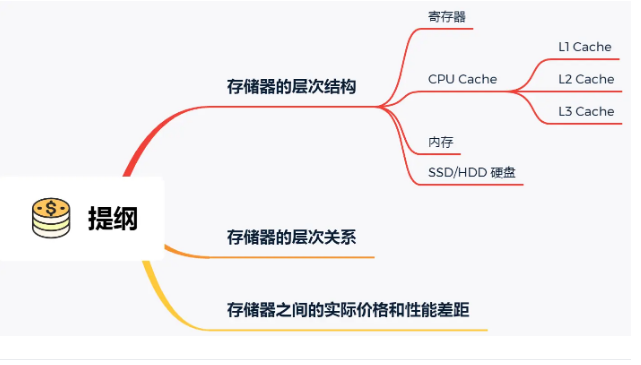 提纲
存储器的层次结构
寄存器
CPU Cache
L1 Cache
L2 Cache
L3 Cache
内存
SSD/HDD 硬盘
存储器的层次关系
存储器之间的实际价格和性能差距